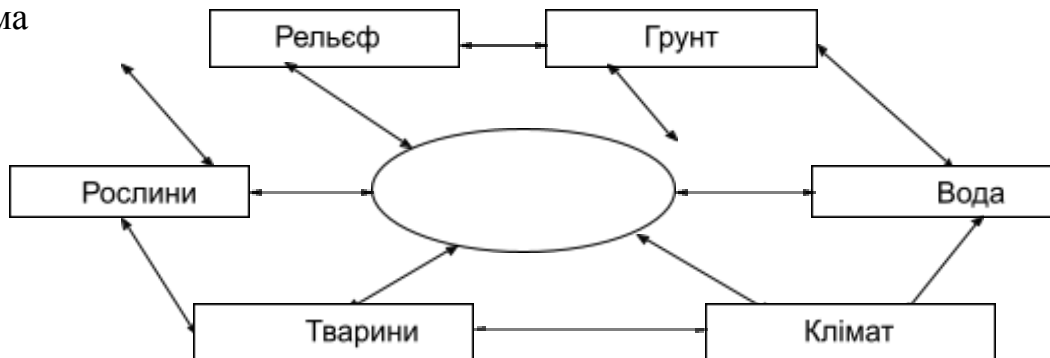 ма
Рельєф
Грунт
Рослини
Вода
Тварини
Клімат